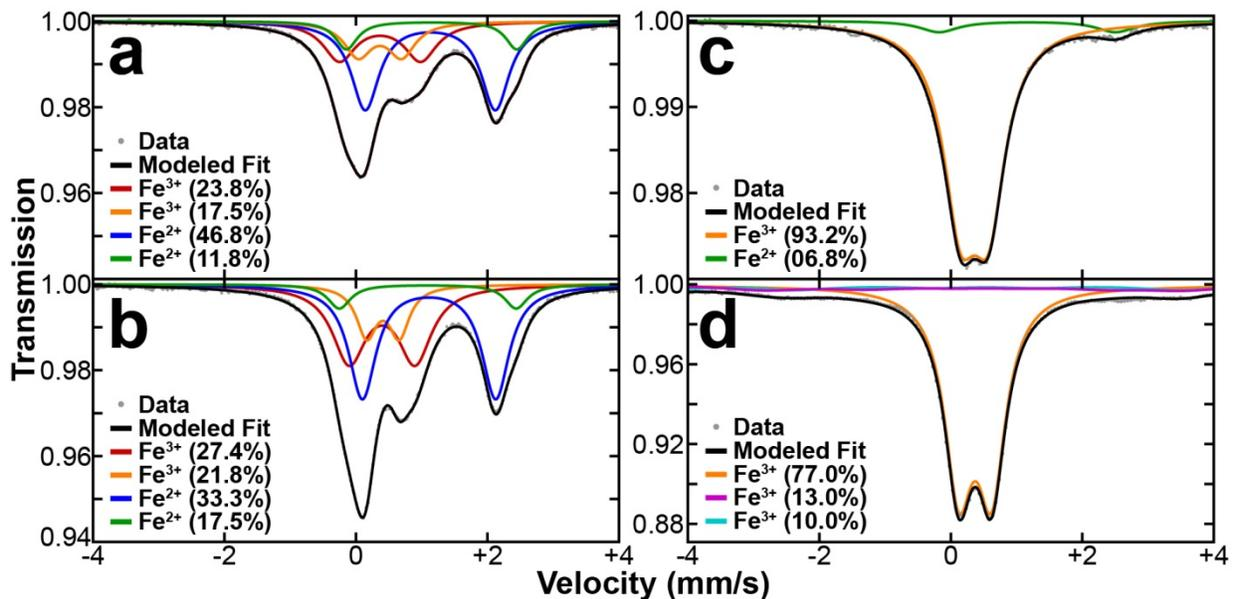 Transmission
a
1.00
0.98
0.96
Data
Modeled Fit
Fe³⁺ (23.8%)
Fe³⁺ (17.5%)
Fe²⁺ (46.8%)
Fe²⁺ (11.8%)
b
1.00
0.98
0.96
0.94
Data
Modeled Fit
Fe³⁺ (27.4%)
Fe³⁺ (21.8%)
Fe²⁺ (33.3%)
Fe²⁺ (17.5%)
-4 -2 0 +2 +4
c
1.00
0.99
0.98
Data
Modeled Fit
Fe³⁺ (93.2%)
Fe²⁺ (06.8%)
d
1.00
0.96
0.92
0.88
Data
Modeled Fit
Fe³⁺ (77.0%)
Fe³⁺ (13.0%)
Fe³⁺ (10.0%)
-4 -2 0 +2 +4
Velocity (mm/s)